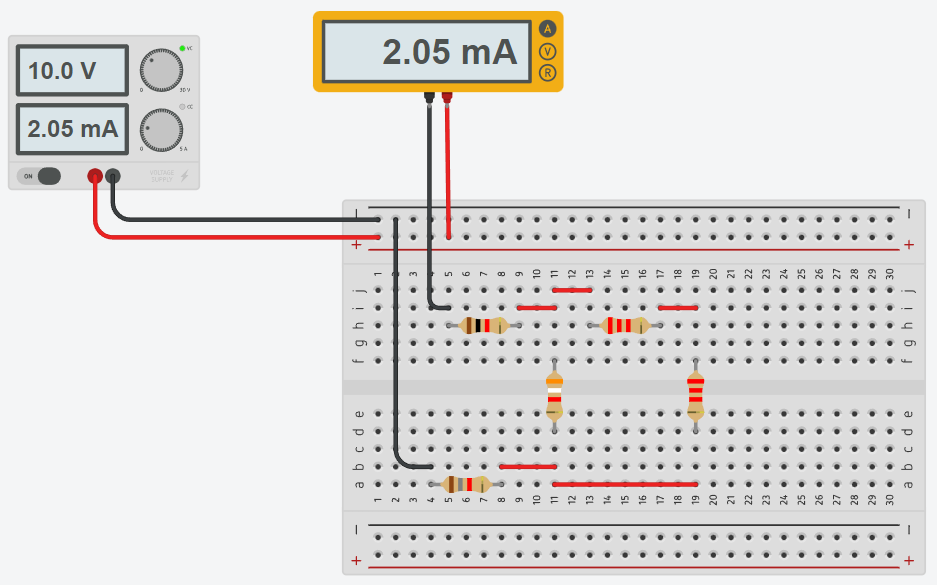 2.05 mA
A
V
R
10.0 V
VC
0
30 V
2.05 mA
CC
0
5 A
ON
VOLTAGE
SUPPLY
+ +
1 2 3 4 5 6 7 8 9 10 11 12 13 14 15 16 17 18 19 20 21 22 23 24 25 26 27 28 29 30
j j
i i
h h
g g
f f
e e
d d
c c
b b
a a
1 2 3 4 5 6 7 8 9 10 11 12 13 14 15 16 17 18 19 20 21 22 23 24 25 26 27 28 29 30
+ +